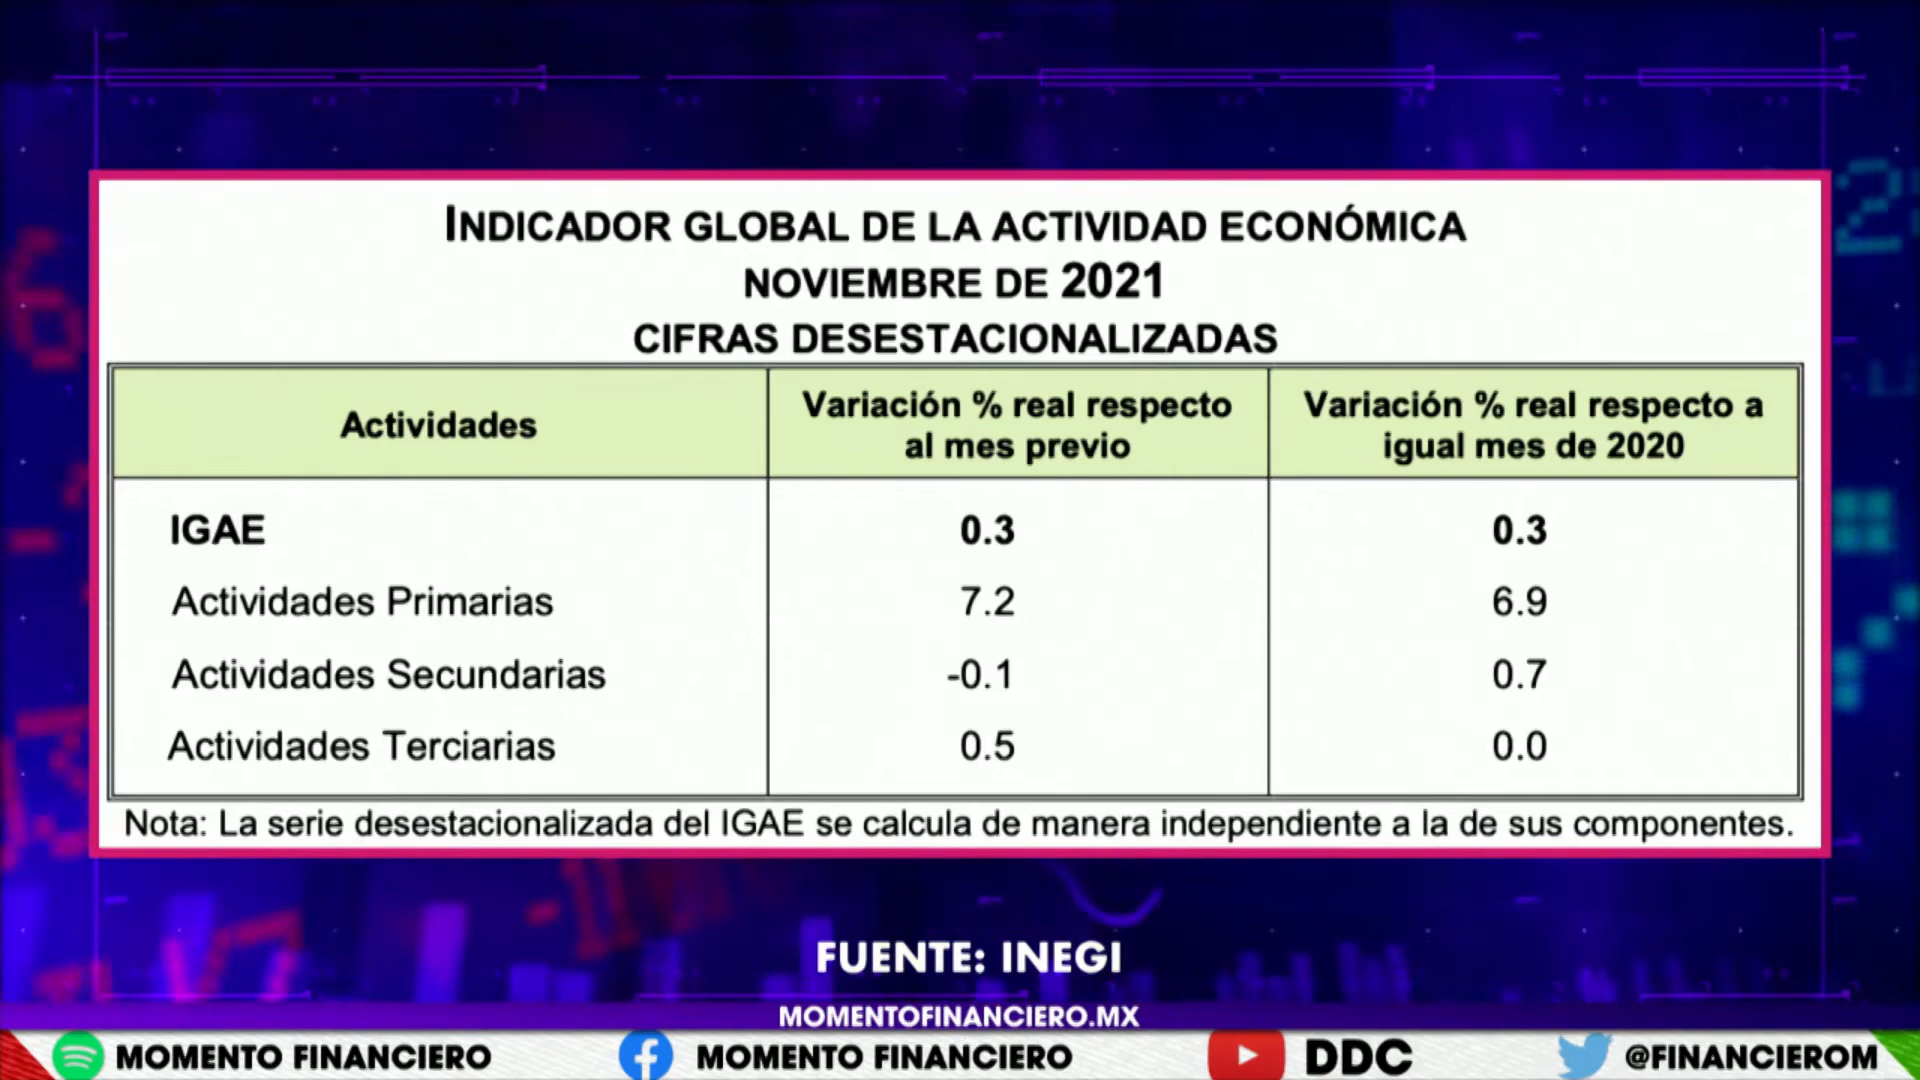 INDICADOR GLOBAL DE LA ACTIVIDAD ECONÓMICA
NOVIEMBRE DE 2021
CIFRAS DESESTACIONALIZADAS
Actividades
Variación % real respecto al mes previo
Variación % real respecto a igual mes de 2020
IGAE 0.3 0.3
Actividades Primarias 7.2 6.9
Actividades Secundarias -0.1 0.7
Actividades Terciarias 0.5 0.0
Nota: La serie desestacionalizada del IGAE se calcula de manera independiente a la de sus componentes.
FUENTE: INEGI
MOMENTOFINANCIERO.MX
MOMENTO FINANCIERO MOMENTO FINANCIERO DDC @FINANCIEROM